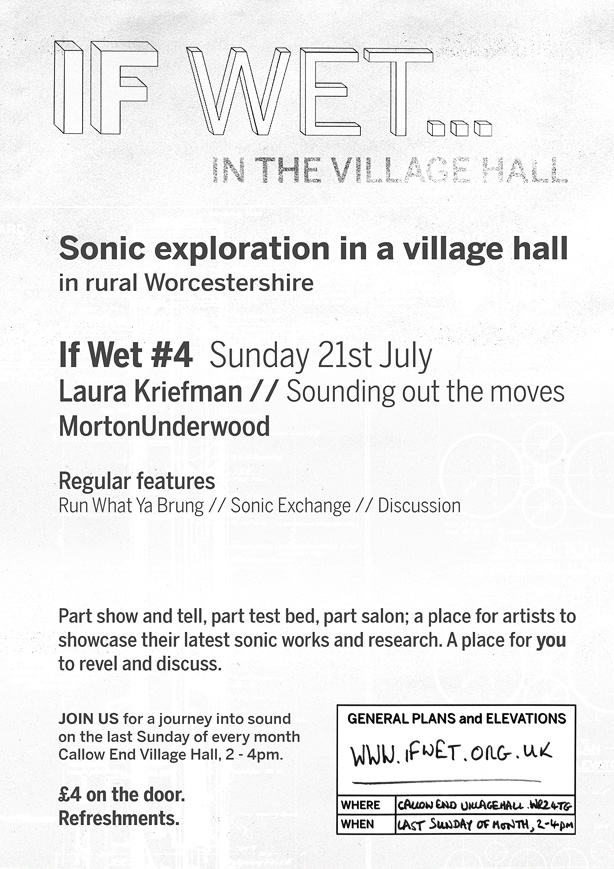 IF WET...
IN THE VILLAGE HALL
Sonic exploration in a village hall
in rural Worcestershire
If Wet #4 Sunday 21st July
Laura Kriefman // Sounding out the moves
MortonUnderwood
Regular features
Run What Ya Brung // Sonic Exchange // Discussion
Part show and tell, part test bed, part salon; a place for artists to
showcase their latest sonic works and research. A place for you
to revel and discuss.
JOIN US for a journey into sound
on the last Sunday of every month
Callow End Village Hall, 2 - 4pm.
£4 on the door.
Refreshments.
GENERAL PLANS and ELEVATIONS
WWW.IFWET.ORG.UK
WHERE CALLOW END VILLAGE HALL. WR2 4TG
WHEN LAST SUNDAY OF MONTH, 2-4pm